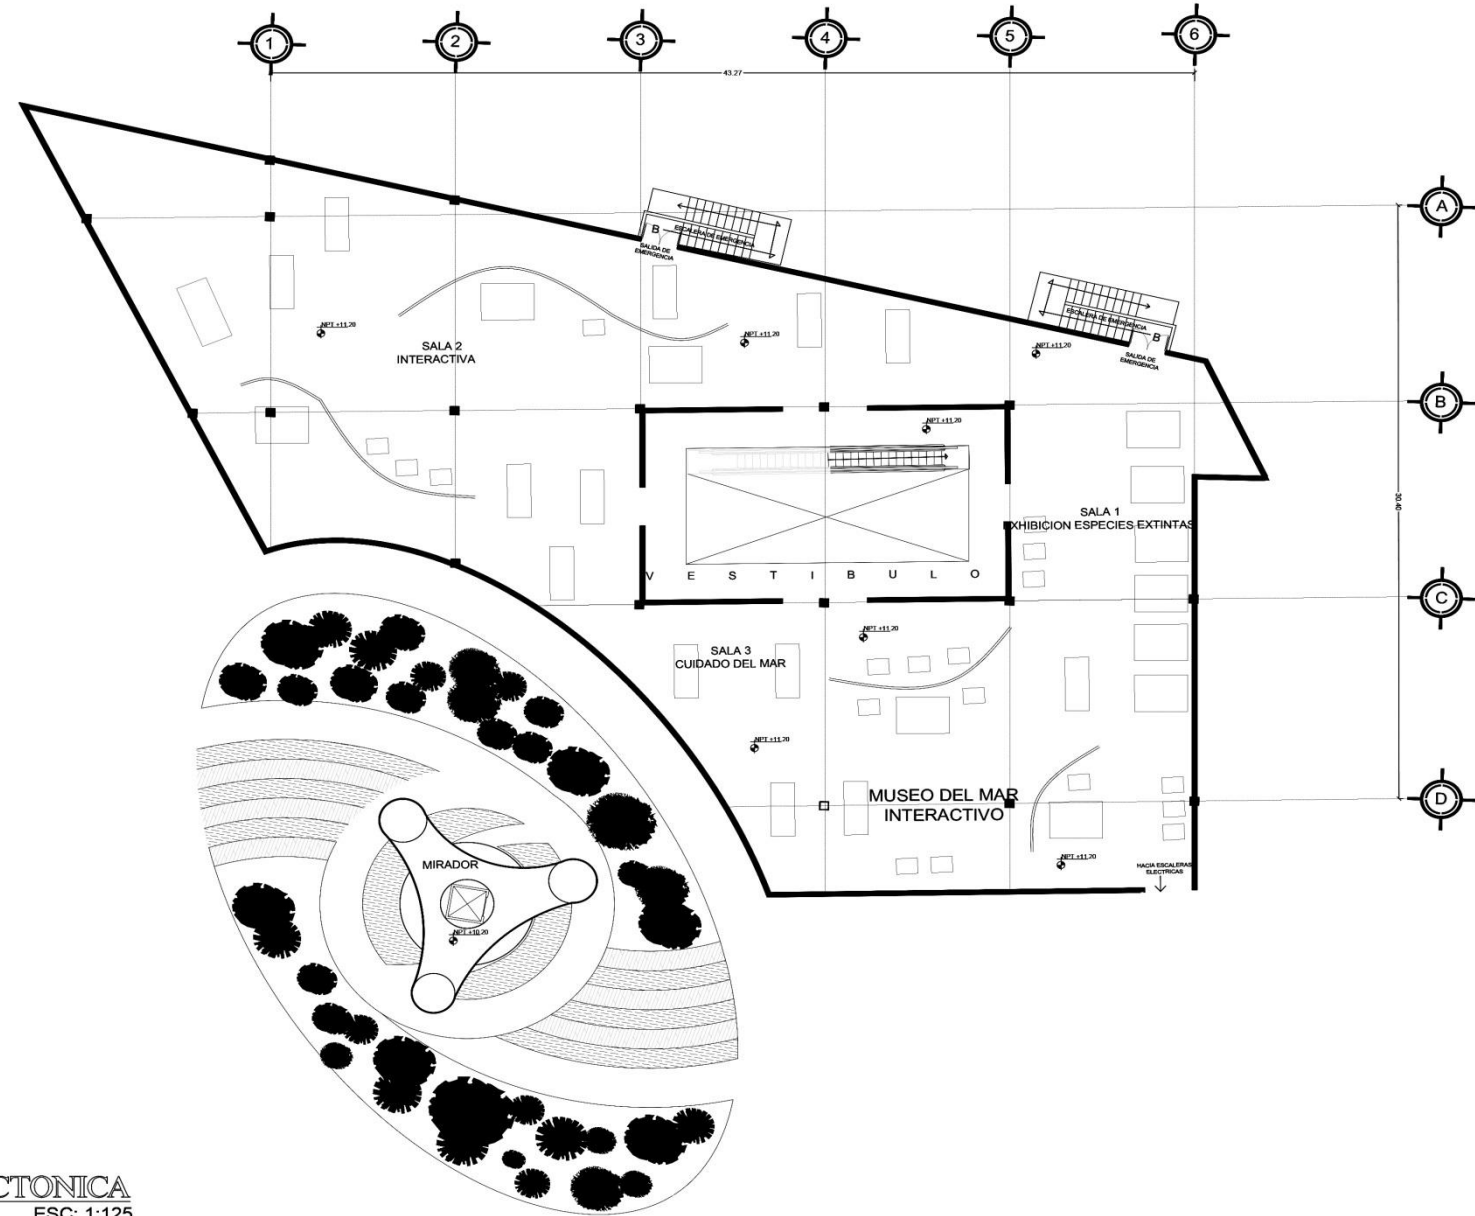 1 2 3 4 5 6
43.27
A
B
ESCALERA DE EMERGENCIA
SALIDA DE
EMERGENCIA
ESCALERA DE EMERGENCIA
B
SALIDA DE
EMERGENCIA
NPT +11.20
NPT +11.20
NPT +11.20
SALA 2
INTERACTIVA
B
NPT +11.20
30.40
SALA 1
EXHIBICION ESPECIES EXTINTAS
V E S T I B U L O
C
NPT +11.20
SALA 3
CUIDADO DEL MAR
NPT +11.20
MUSEO DEL MAR
INTERACTIVO
D
MIRADOR
NPT +11.20
HACIA ESCALERAS
ELECTRICAS
NPT +10.20
CTONICA
ESC: 1:125